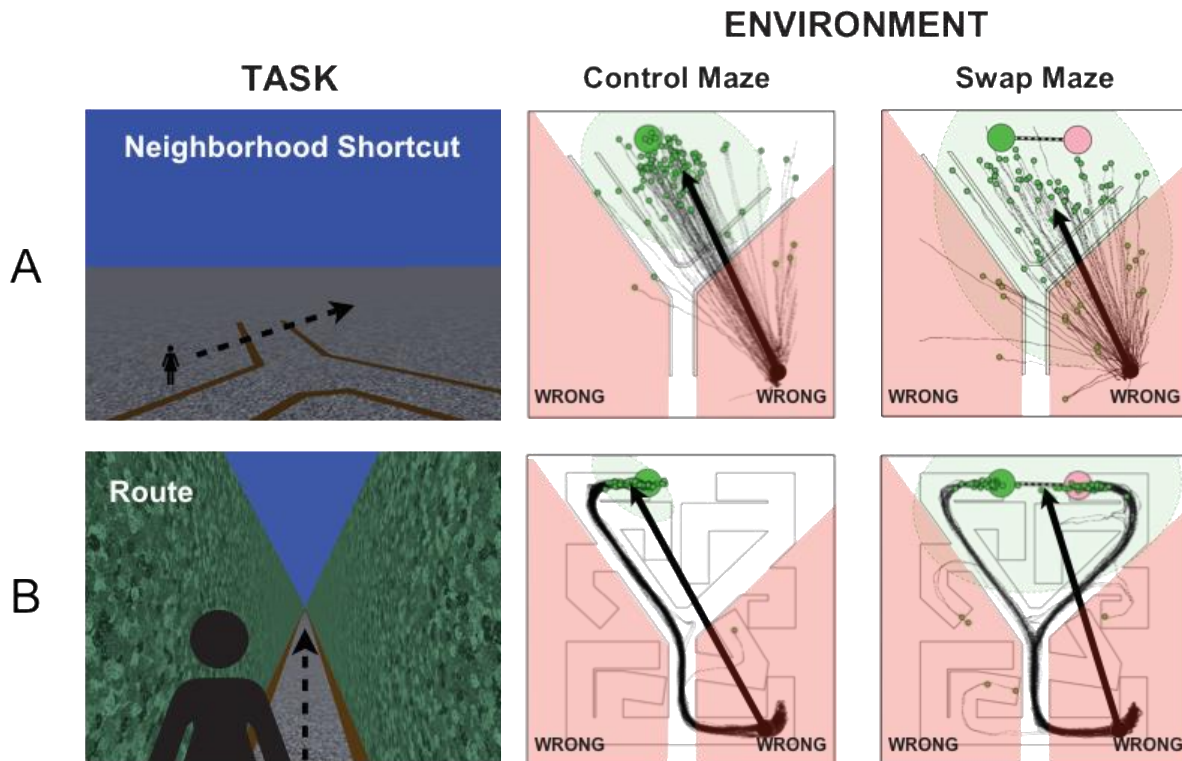 ENVIRONMENT
TASK
Control Maze
Swap Maze
A
Neighborhood Shortcut
WRONG
WRONG
WRONG
WRONG
B
Route
WRONG
WRONG
WRONG
WRONG